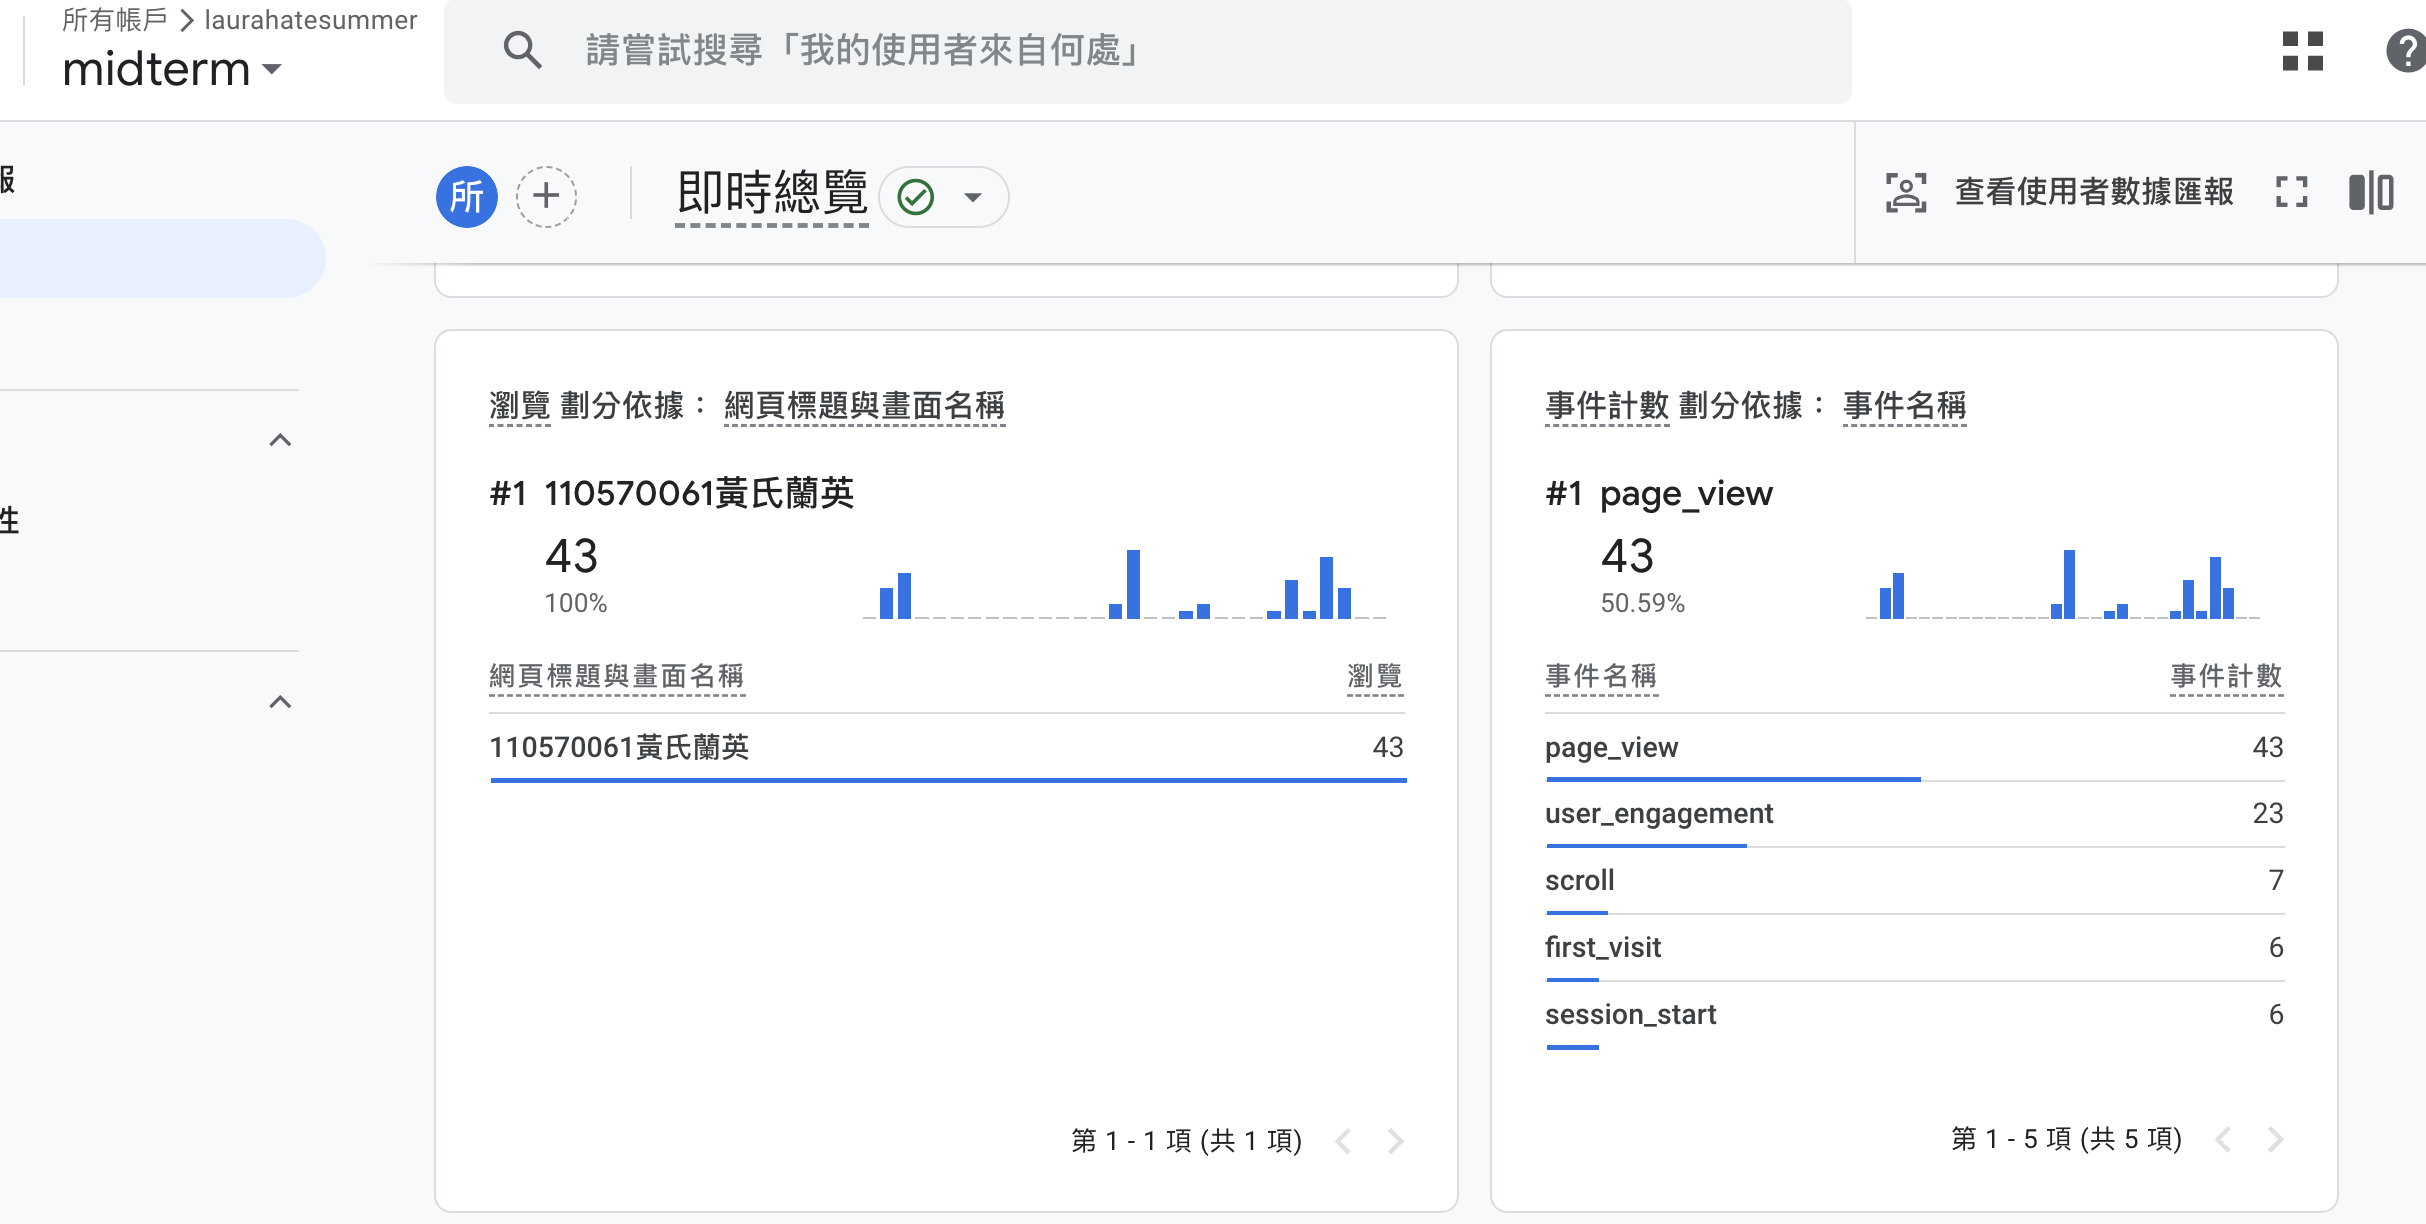 所有帳戶 > laurahatesummer
midterm
請嘗試搜尋「我的使用者來自何處」
報
所
即時總覽
查看使用者數據匯報
瀏覽 劃分依據： 網頁標題與畫面名稱
#1 110570061黃氏蘭英
43
100%
網頁標題與畫面名稱 瀏覽
110570061黃氏蘭英 43
第 1 - 1 項 (共 1 項)
事件計數 劃分依據： 事件名稱
#1 page_view
43
50.59%
事件名稱 事件計數
page_view 43
user_engagement 23
scroll 7
first_visit 6
session_start 6
第 1 - 5 項 (共 5 項)
性